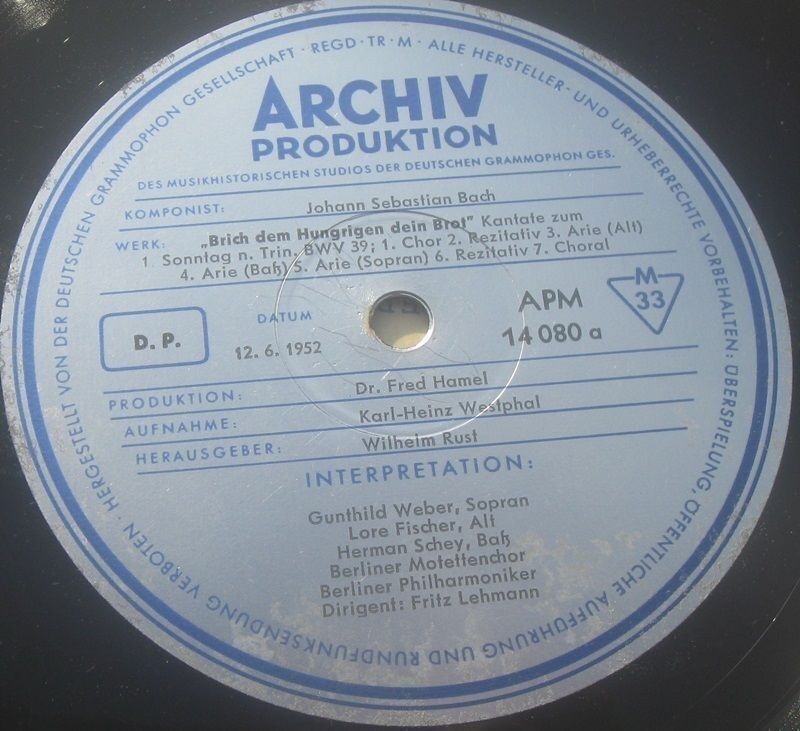 HERGESTELLT VON DER DEUTSCHEN GRAMMOPHON GESELLSCHAFT · REGD · TR · M · ALLE HERSTELLER- UND URHEBERRECHTE VORBEHALTEN: ÜBERSPIELUNG, ÖFFENTLICHE AUFFÜHRUNG UND RUNDFUNKSENDUNG VERBOTEN ·
ARCHIV
PRODUKTION
DES MUSIKHISTORISCHEN STUDIOS DER DEUTSCHEN GRAMMOPHON GES.
KOMPONIST: Johann Sebastian Bach
WERK: „Brich dem Hungrigen dein Brot" Kantate zum
1 Sonntag n. Trin. BWV 39; 1. Chor 2. Rezitativ 3. Arie (Alt)
4. Arie (Baß) 5. Arie (Sopran) 6. Rezitativ 7. Choral
D. P.
DATUM
12. 6. 1952
APM
14 080 a
M
33
PRODUKTION: Dr. Fred Hamel
AUFNAHME: Karl-Heinz Westphal
HERAUSGEBER: Wilhelm Rust
INTERPRETATION:
Gunthild Weber, Sopran
Lore Fischer, Alt
Herman Schey, Baß
Berliner Motettenchor
Berliner Philharmoniker
Dirigent: Fritz Lehmann